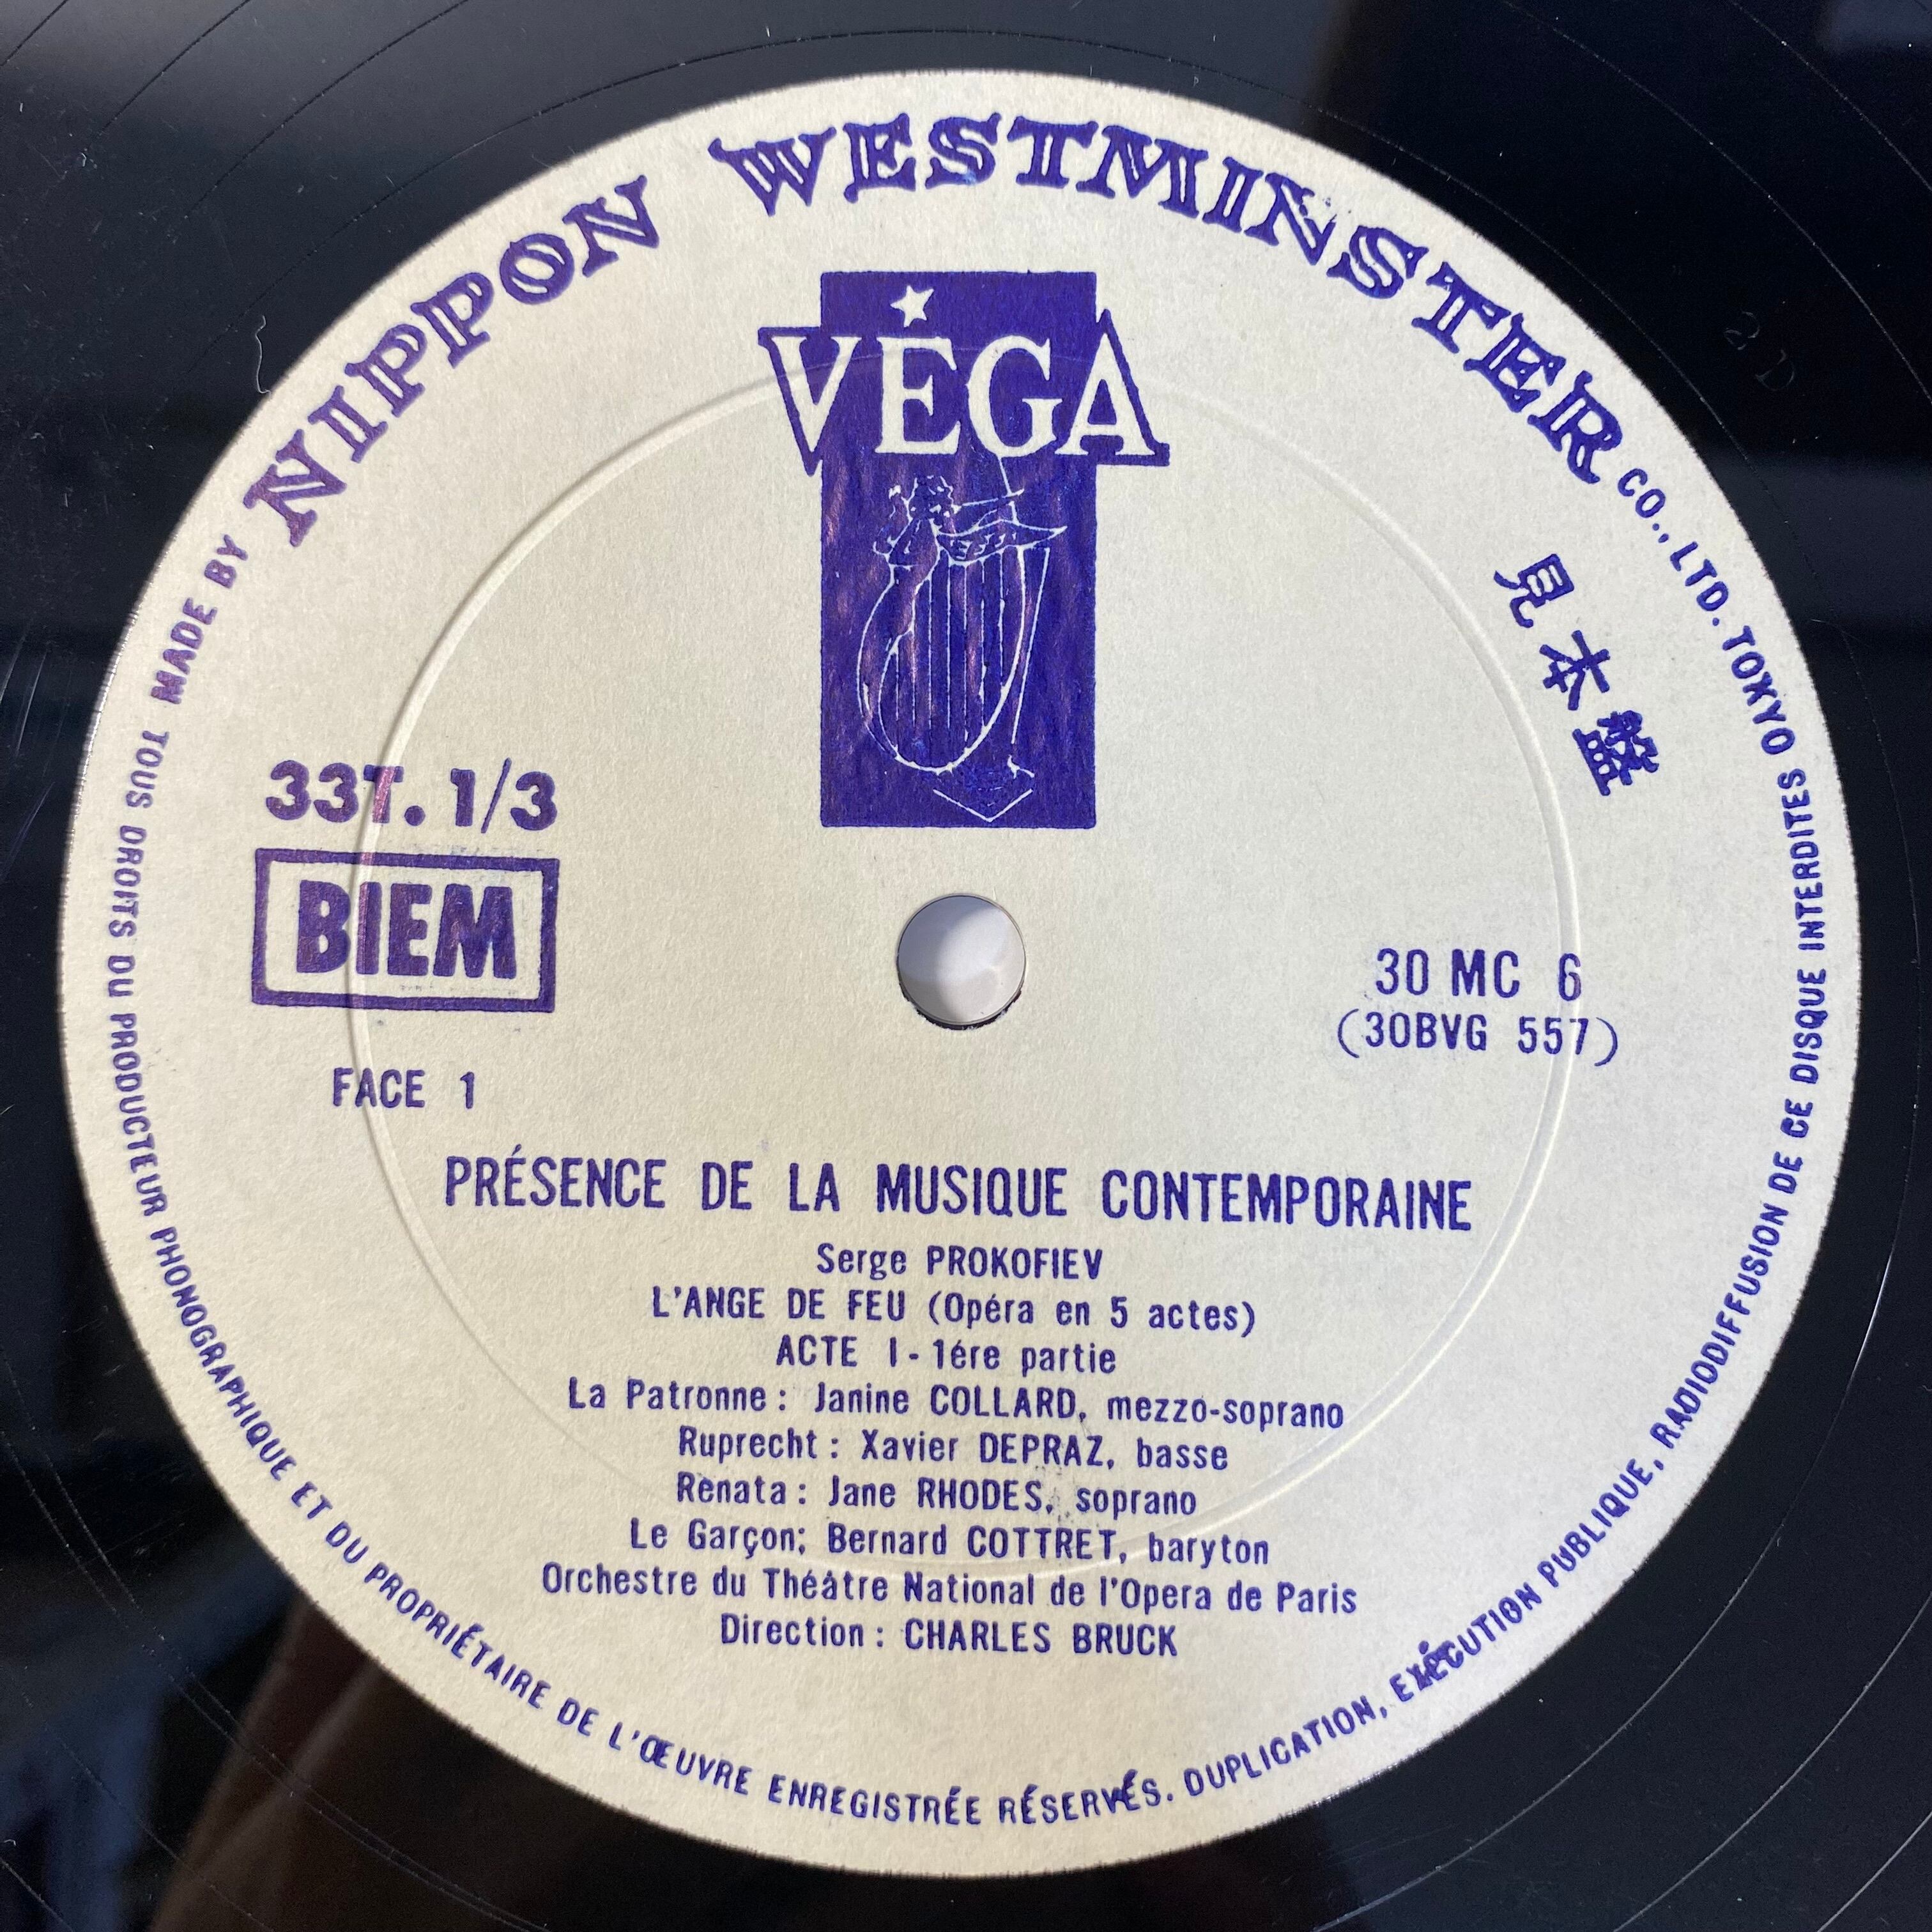 MADE BY NIPPON WESTMINSTER CO., LTD. TOKYO
VÉGA
見本盤
33T. 1/3
BIEM
30 MC 6
(30BVG 557)
FACE 1
PRÉSENCE DE LA MUSIQUE CONTEMPORAINE
Serge PROKOFIEV
L'ANGE DE FEU (Opéra en 5 actes)
ACTE I - 1ére partie
La Patronne : Janine COLLARD, mezzo-soprano
Ruprecht : Xavier DEPRAZ, basse
Renata : Jane RHODES, soprano
Le Garçon; Bernard COTTRET, baryton
Orchestre du Théâtre National de l'Opera de Paris
Direction : CHARLES BRUCK
TOUS DROITS DU PRODUCTEUR PHONOGRAPHIQUE ET DU PROPRIÉTAIRE DE L'ŒUVRE ENREGISTRÉE RÉSERVÉS. DUPLICATION, EXÉCUTION PUBLIQUE, RADIODIFFUSION DE CE DISQUE INTERDITES
2 D